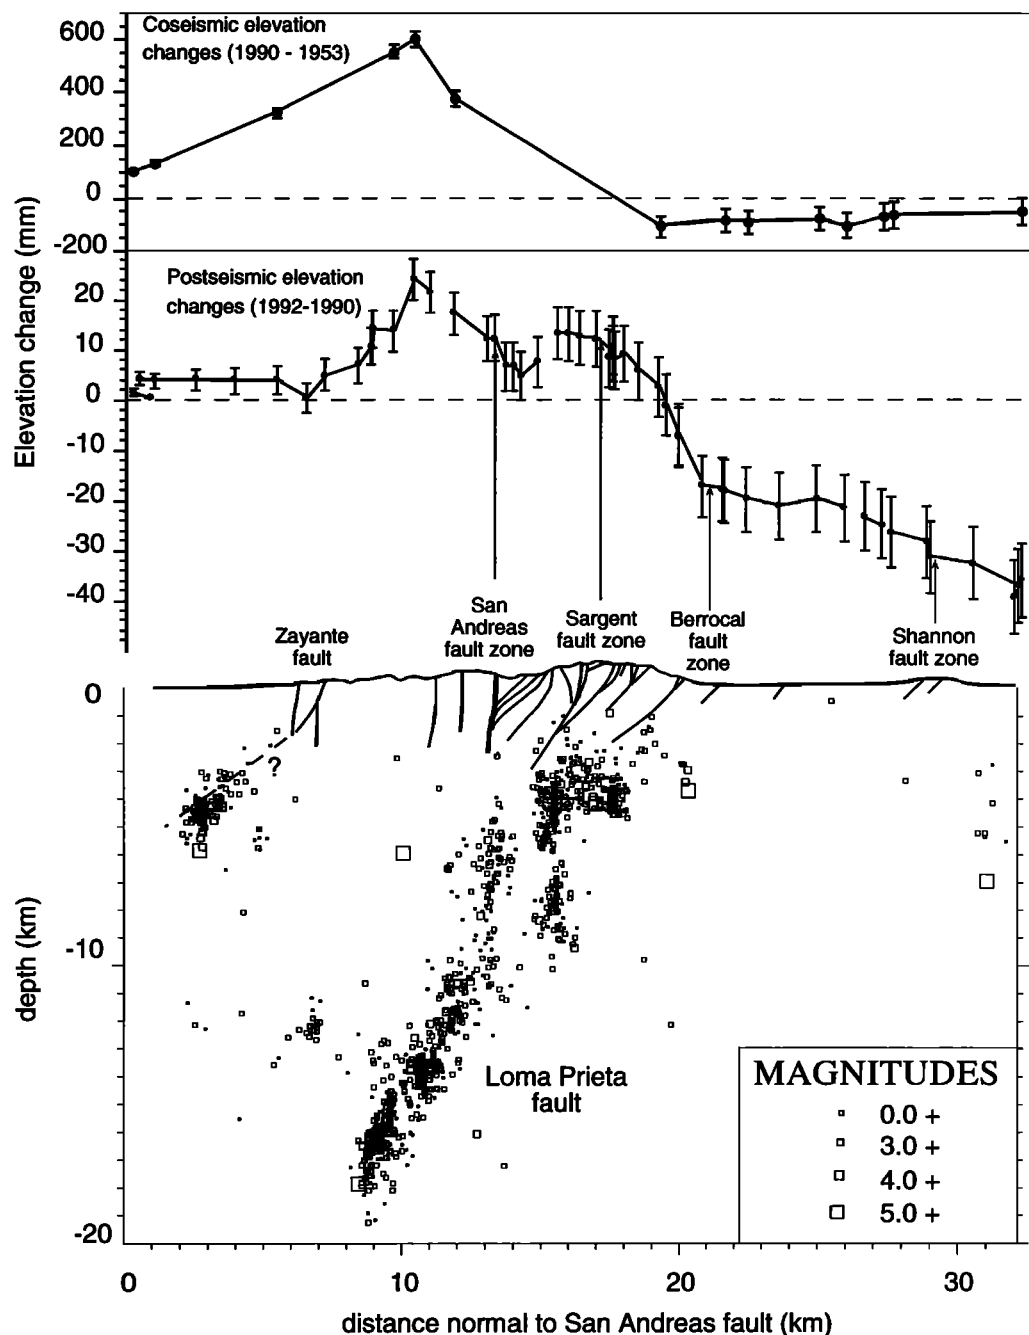 Coseismic elevation
changes (1990 - 1953)
600
400
200
0
-200
Elevation change (mm)
Postseismic elevation
changes (1992-1990)
20
10
0
-10
-20
-30
-40
Zayante
fault
San
Andreas
fault zone
Sargent
fault zone
Berrocal
fault
zone
Shannon
fault zone
0
-10
-20
depth (km)
?
Loma Prieta
fault
MAGNITUDES
0.0 +
3.0 +
4.0 +
5.0 +
0
10
20
30
distance normal to San Andreas fault (km)